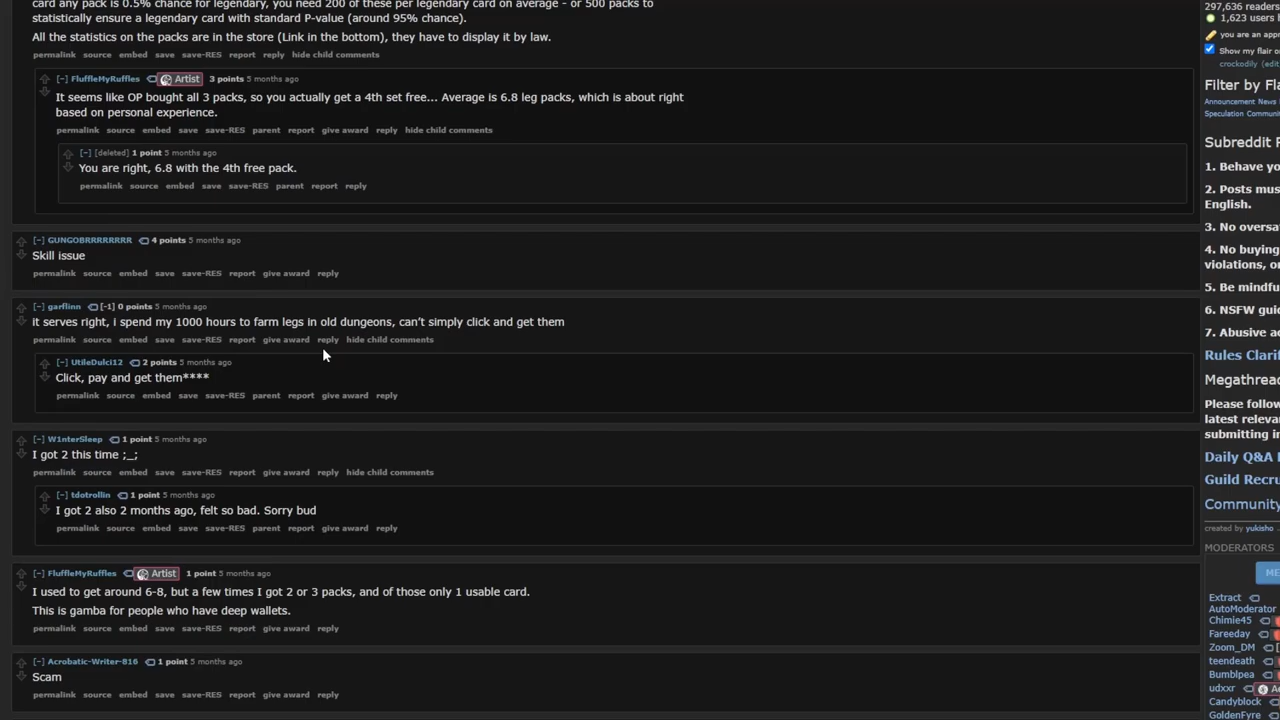 card any pack is 0.5% chance for legendary, you need 200 of these per legendary card on average - or 500 packs to
statistically ensure a legendary card with standard P-value (around 95% chance).
All the statistics on the packs are in the store (Link in the bottom), they have to display it by law.
permalink source embed save save-RES report give award reply hide child comments
[-] FluffleMyRuffles Artist 3 points 5 months ago
It seems like OP bought all 3 packs, so you actually get a 4th set free... Average is 6.8 leg packs, which is about right
based on personal experience.
permalink source embed save save-RES parent report give award reply hide child comments
[-] [deleted] 1 point 5 months ago
You are right, 6.8 with the 4th free pack.
permalink source embed save save-RES parent report reply
[-] GUNGOBRRRRRRRR 4 points 5 months ago
Skill issue
permalink source embed save save-RES report give award reply
[-] garflinn [-1] 0 points 5 months ago
it serves right, i spend my 1000 hours to farm legs in old dungeons, can't simply click and get them
permalink source embed save save-RES report give award reply hide child comments
[-] UtileDulci12 2 points 5 months ago
Click, pay and get them****
permalink source embed save save-RES parent report give award reply
[-] W1nterSleep 1 point 5 months ago
I got 2 this time ;_;
permalink source embed save save-RES report give award reply hide child comments
[-] tdotrollin 1 point 5 months ago
I got 2 also 2 months ago, felt so bad. Sorry bud
permalink source embed save save-RES parent report give award reply
[-] FluffleMyRuffles Artist 1 point 5 months ago
I used to get around 6-8, but a few times I got 2 or 3 packs, and of those only 1 usable card.
This is gamba for people who have deep wallets.
permalink source embed save save-RES report give award reply
[-] Acrobatic-Writer-816 1 point 5 months ago
Scam
permalink source embed save save-RES report give award reply
297,636 readers
1,623 users
you are an app
Show my flair o
crockodily (edit
Filter by Fla
Announcement News
Speculation Communi
Subreddit
1. Behave yo
2. Posts mus
English.
3. No oversa
4. No buying
violations, o
5. Be mindfu
6. NSFW gui
7. Abusive a
Rules Clari
Megathrea
Please follow
latest releva
submitting i
Daily Q&A
Guild Recru
Community
created by yukisho
MODERATORS
ME
Extract
AutoModerator
Chimie45
Fareeday
Zoom_DM
teendeath
Bumblpea
udxxr
Candyblock
GoldenFyre